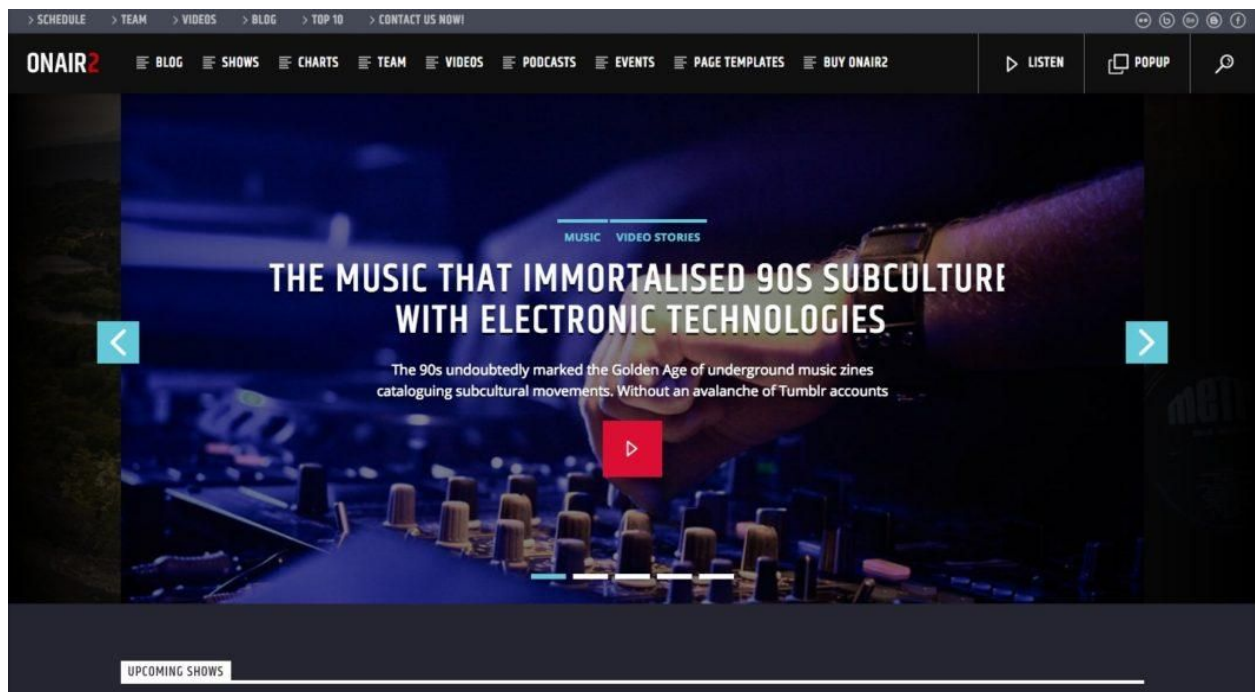 > SCHEDULE > TEAM > VIDEOS > BLOG > TOP 10 > CONTACT US NOW!
ONAIR2 BLOG SHOWS CHARTS TEAM VIDEOS PODCASTS EVENTS PAGE TEMPLATES BUY ONAIR2 LISTEN POPUP
MUSIC VIDEO STORIES
THE MUSIC THAT IMMORTALISED 90S SUBCULTURE
WITH ELECTRONIC TECHNOLOGIES
The 90s undoubtedly marked the Golden Age of underground music zines
cataloguing subcultural movements. Without an avalanche of Tumblr accounts
UPCOMING SHOWS